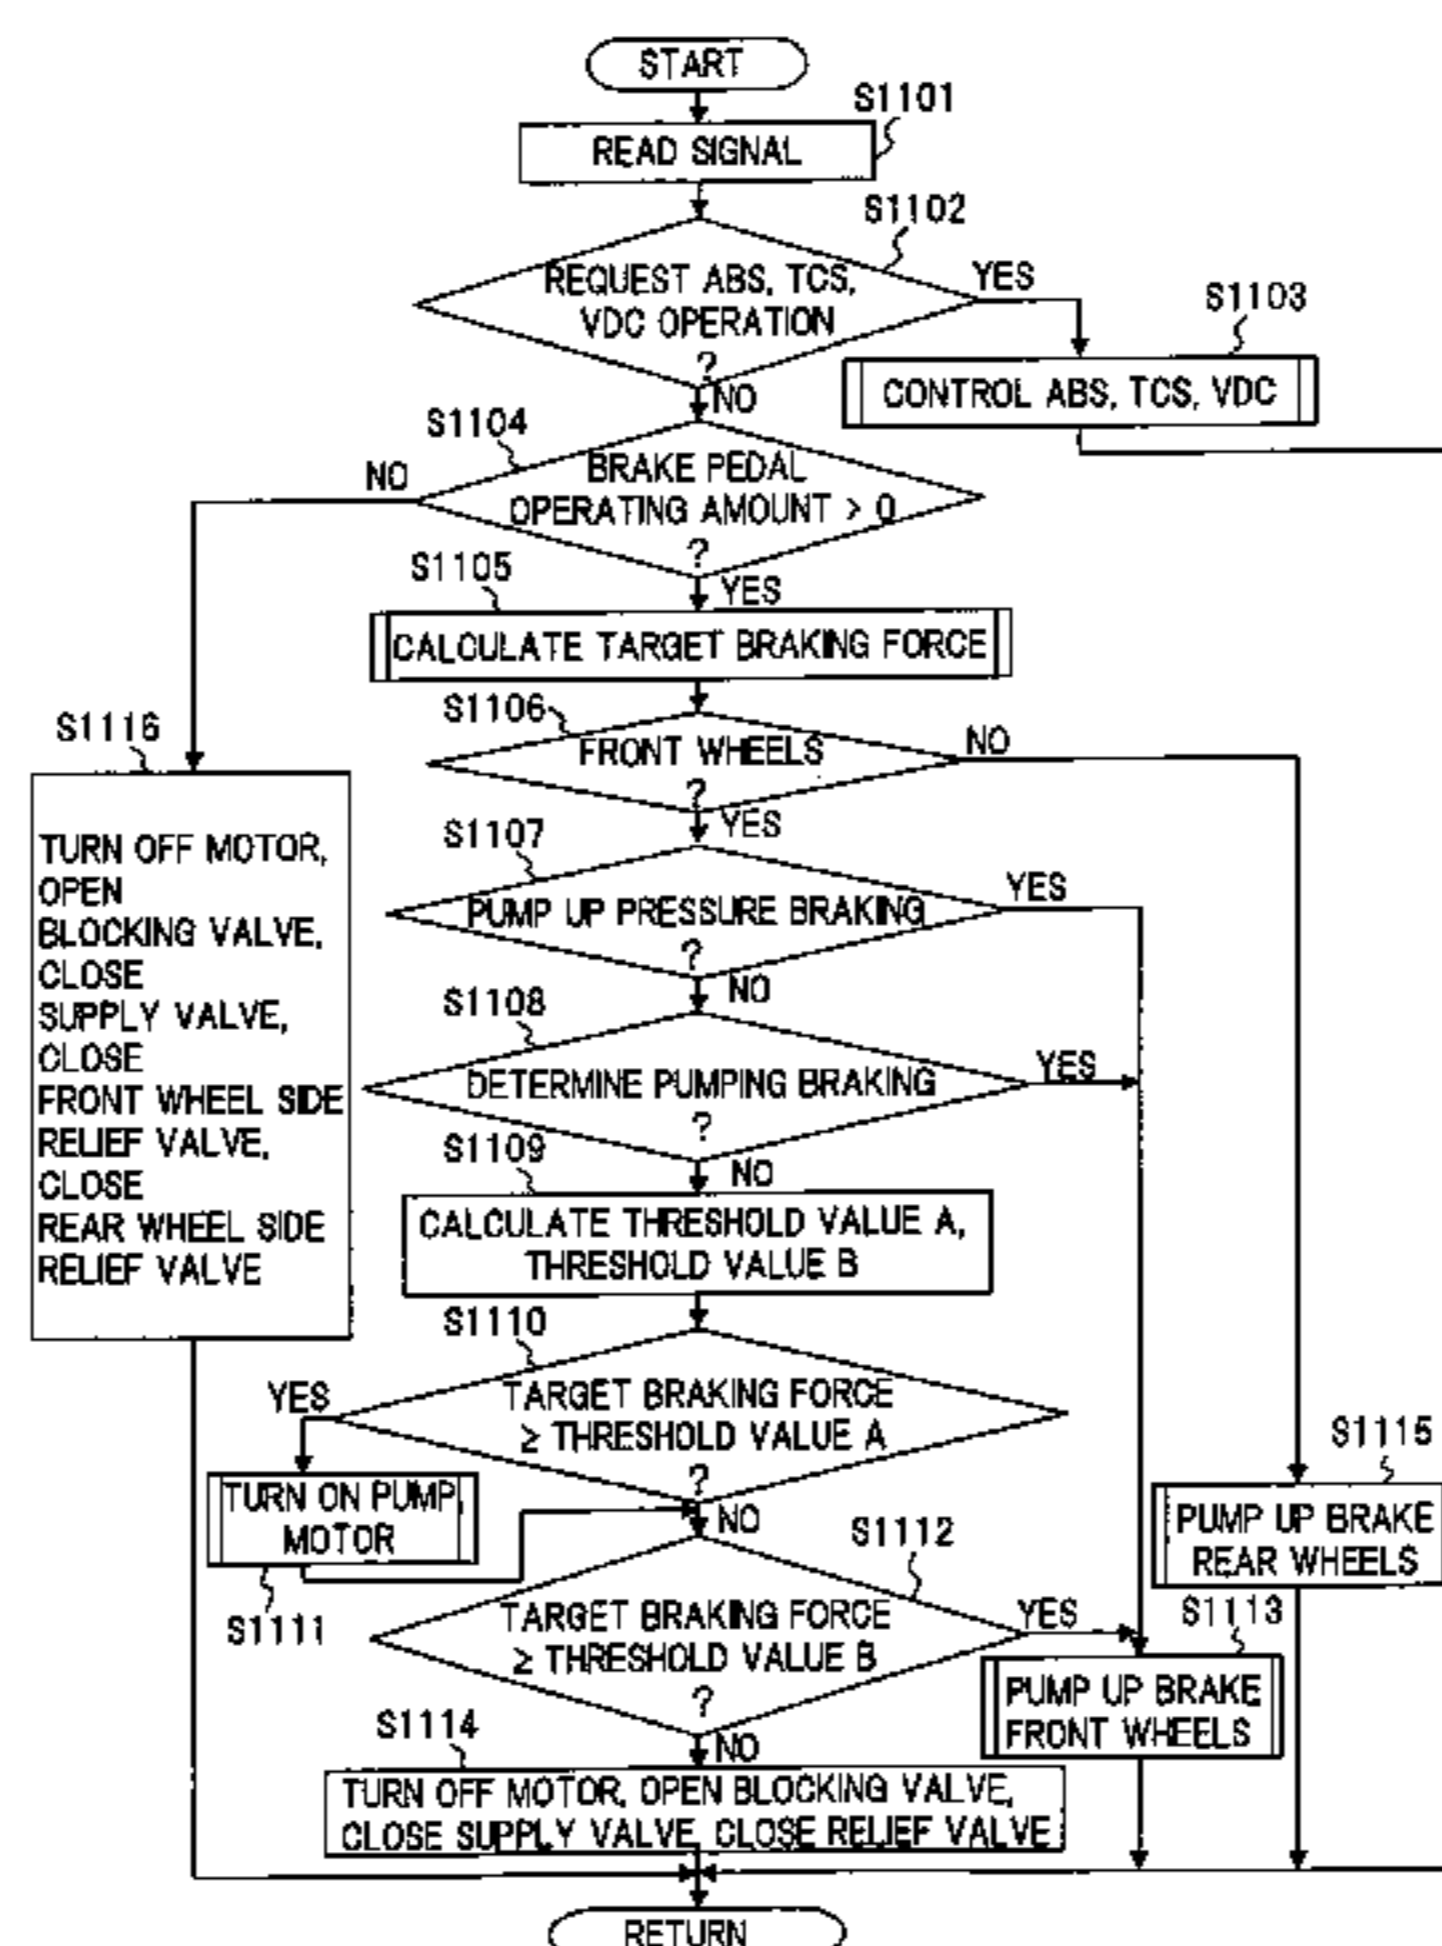 START
S1101
READ SIGNAL
S1102
REQUEST ABS, TCS,
VDC OPERATION
?
YES
S1103
CONTROL ABS, TCS, VDC
NO
S1104
BRAKE PEDAL
OPERATING AMOUNT > 0
?
NO
YES
S1105
CALCULATE TARGET BRAKING FORCE
S1106
FRONT WHEELS
?
NO
YES
S1116
TURN OFF MOTOR,
OPEN
BLOCKING VALVE,
CLOSE
SUPPLY VALVE,
CLOSE
FRONT WHEEL SIDE
RELIEF VALVE,
CLOSE
REAR WHEEL SIDE
RELIEF VALVE
S1107
PUMP UP PRESSURE BRAKING
?
YES
NO
S1108
DETERMINE PUMPING BRAKING
?
YES
NO
S1109
CALCULATE THRESHOLD VALUE A,
THRESHOLD VALUE B
S1110
TARGET BRAKING FORCE
≥ THRESHOLD VALUE A
?
YES
NO
TURN ON PUMP,
MOTOR
S1111
S1112
TARGET BRAKING FORCE
≥ THRESHOLD VALUE B
?
YES
NO
S1115
PUMP UP BRAKE
REAR WHEELS
S1113
PUMP UP BRAKE
FRONT WHEELS
S1114
TURN OFF MOTOR, OPEN BLOCKING VALVE,
CLOSE SUPPLY VALVE, CLOSE RELIEF VALVE
RETURN